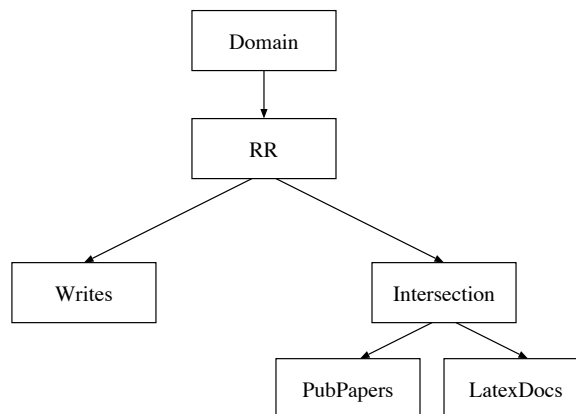 Domain
RR
Writes
Intersection
PubPapers
LatexDocs